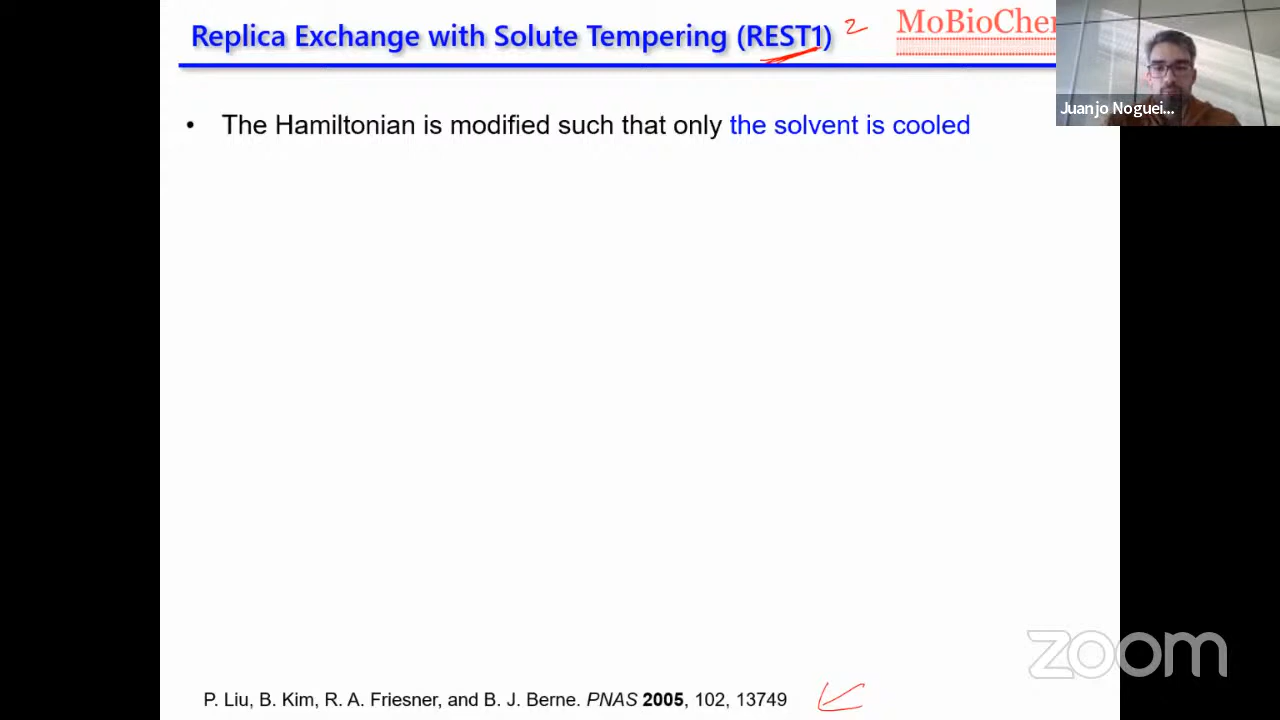 Replica Exchange with Solute Tempering (REST1) 2
MoBioChe
Juanjo Noguei...
• The Hamiltonian is modified such that only the solvent is cooled
P. Liu, B. Kim, R. A. Friesner, and B. J. Berne. PNAS 2005, 102, 13749
zoom